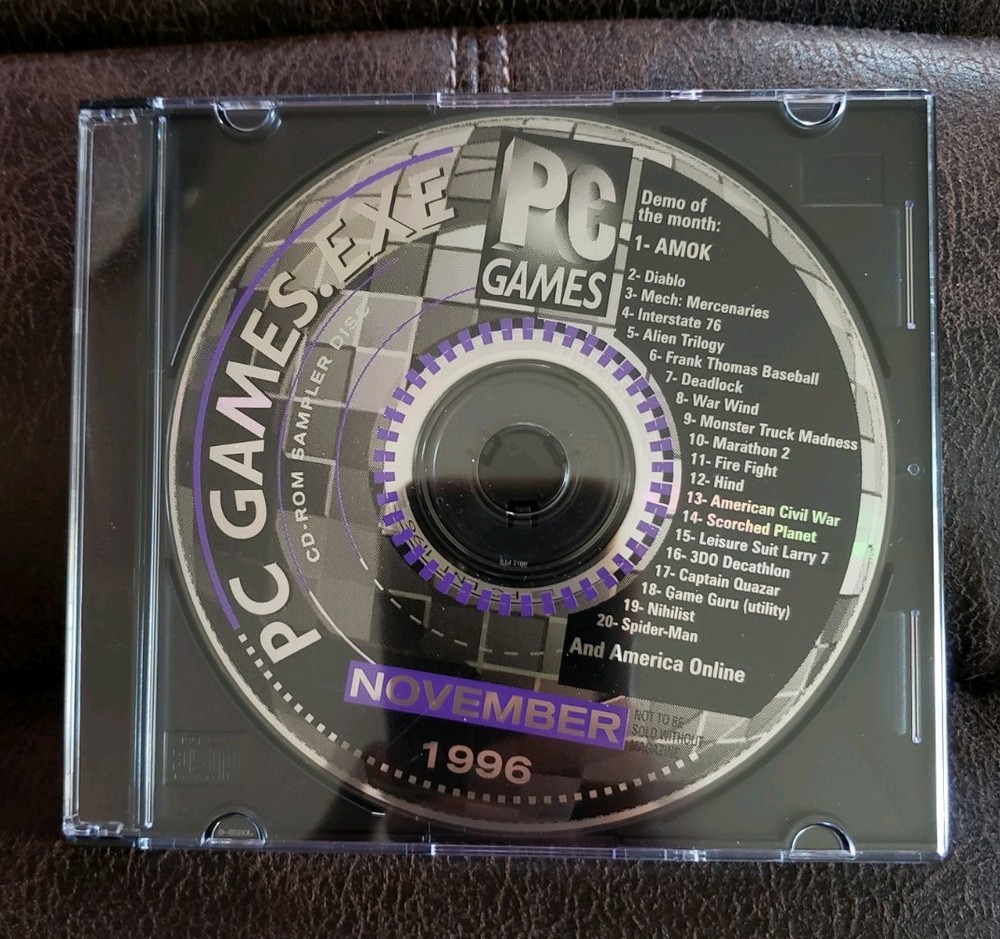 PC GAMES.EXE
CD-ROM SAMPLER DISC
PC
GAMES
Demo of
the month:
1- AMOK
2- Diablo
3- Mech: Mercenaries
4- Interstate 76
5- Alien Trilogy
6- Frank Thomas Baseball
7- Deadlock
8- War Wind
9- Monster Truck Madness
10- Marathon 2
11- Fire Fight
12- Hind
13- American Civil War
14- Scorched Planet
15- Leisure Suit Larry 7
16- 3DO Decathlon
17- Captain Quazar
18- Game Guru (utility)
19- Nihilist
20- Spider-Man
And America Online
NOVEMBER
1996
NOT TO BE
SOLD WITHOUT
MAGAZINE